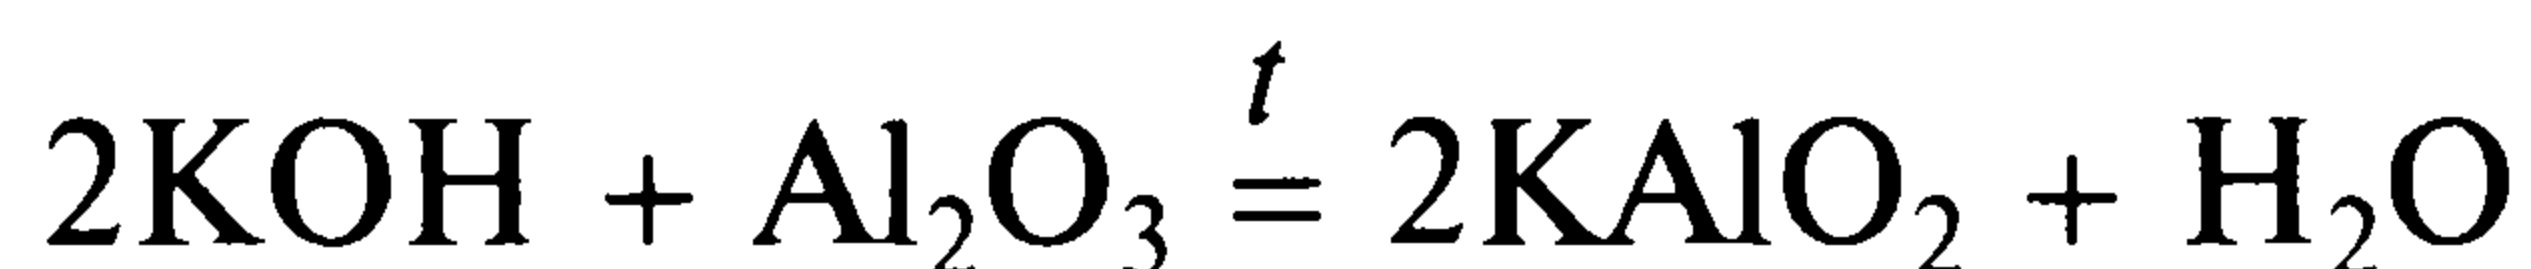 2KOH + Al₂O₃ =ᵗ 2KAlO₂ + H₂O